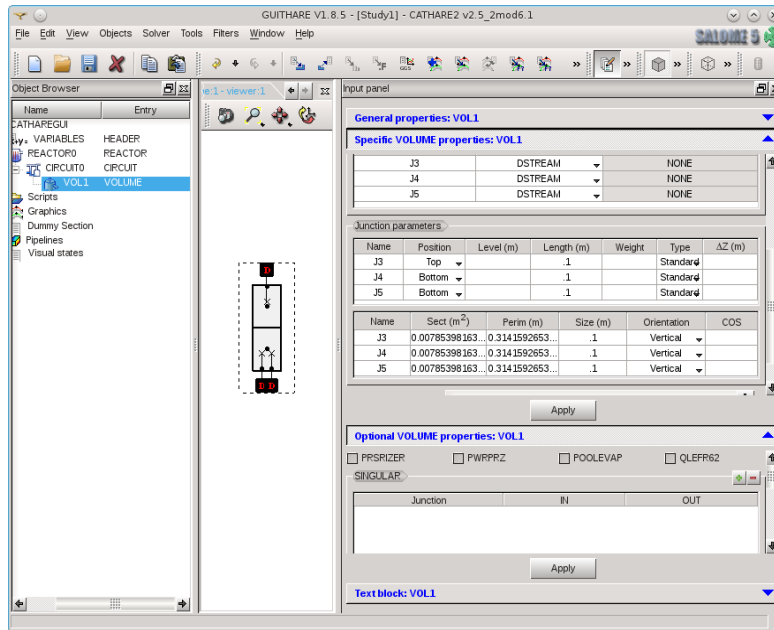 GUITHARE V1.8.5 - [Study1] - CATHARE2 v2.5_2mod6.1
File Edit View Objects Solver Tools Filters Window Help
SALOME 5
Object Browser
e:1 - viewer:1
Input panel
Name Entry
CATHAREGUI
VARIABLES HEADER
REACTOR0 REACTOR
CIRCUIT0 CIRCUIT
VOL1 VOLUME
Scripts
Graphics
Dummy Section
Pipelines
Visual states
D
D D
General properties: VOL1
Specific VOLUME properties: VOL1
J3 DSTREAM NONE
J4 DSTREAM NONE
J5 DSTREAM NONE
Junction parameters
Name Position Level (m) Length (m) Weight Type ΔZ (m)
J3 Top .1 Standard
J4 Bottom .1 Standard
J5 Bottom .1 Standard
Name Sect (m²) Perim (m) Size (m) Orientation COS
J3 0.00785398163... 0.3141592653... .1 Vertical
J4 0.00785398163... 0.3141592653... .1 Vertical
J5 0.00785398163... 0.3141592653... .1 Vertical
Apply
Optional VOLUME properties: VOL1
PRSRIZER PWRPRZ POOLEVAP QLEFR62
SINGULAR
Junction IN OUT
Apply
Text block: VOL1